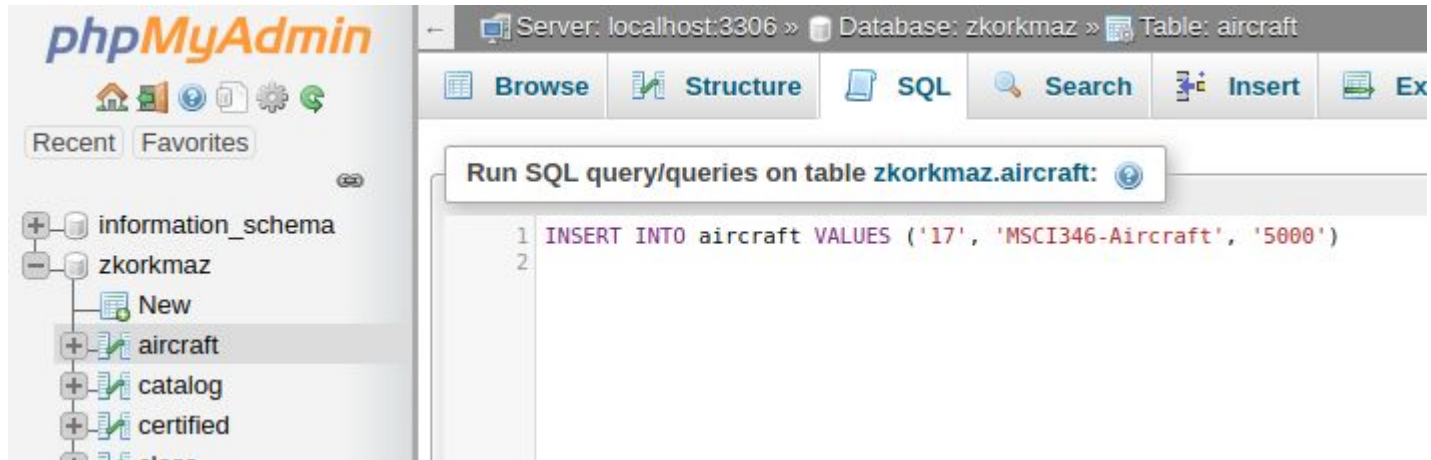 phpMyAdmin
Recent Favorites
information_schema
zkorkmaz
New
aircraft
catalog
certified
← Server: localhost:3306 » Database: zkorkmaz » Table: aircraft
Browse Structure SQL Search Insert Ex
Run SQL query/queries on table zkorkmaz.aircraft:
1 INSERT INTO aircraft VALUES ('17', 'MSCI346-Aircraft', '5000')
2